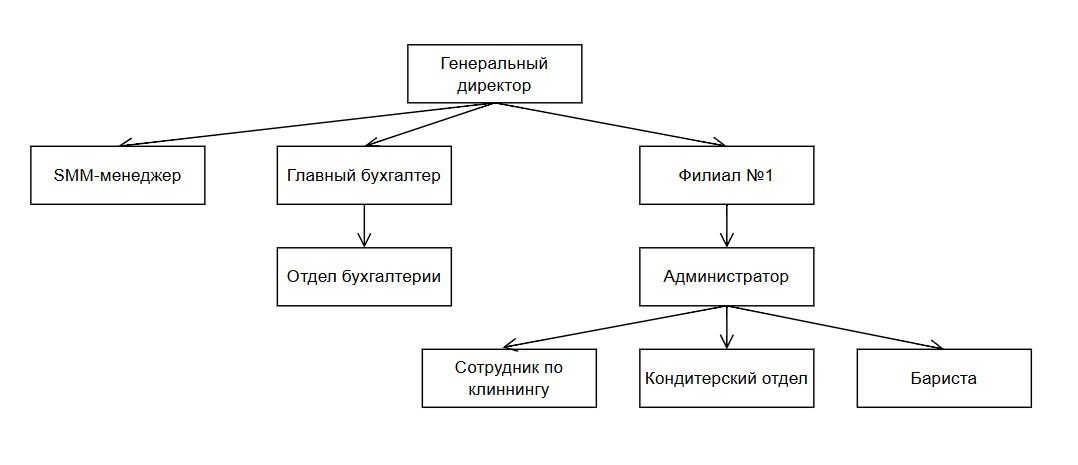 Генеральный
директор
SMM-менеджер
Главный бухгалтер
Филиал №1
Отдел бухгалтерии
Администратор
Сотрудник по
клиннингу
Кондитерский отдел
Бариста